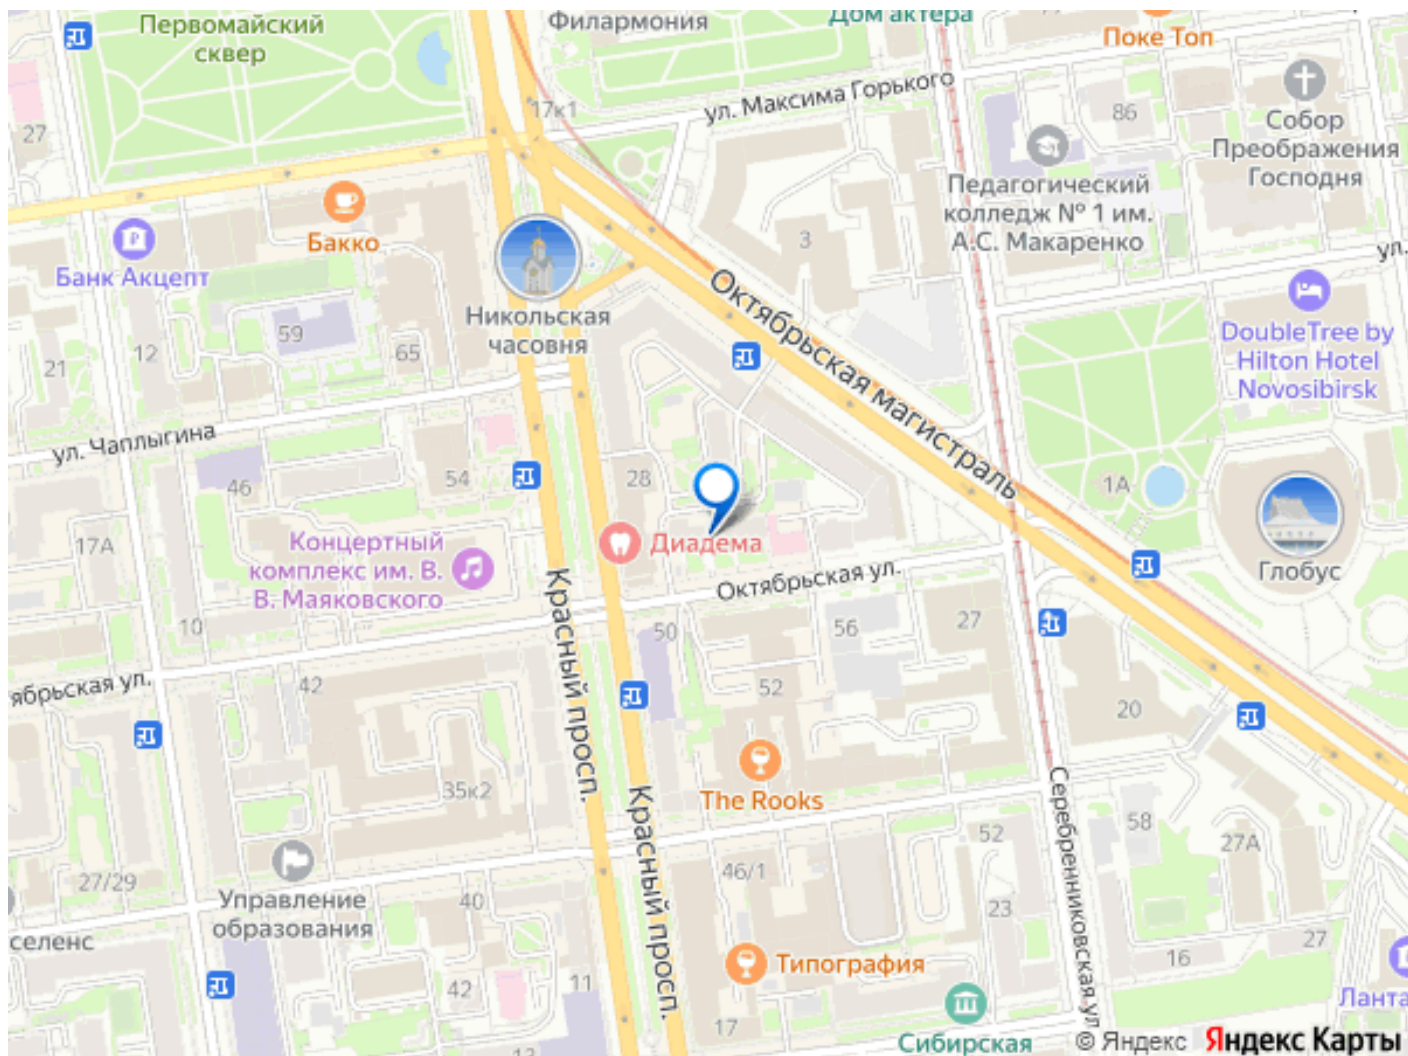 Первомайский
сквер
Филармония
Дом актёра
Поке Топ
17к1
ул. Максима Горького
86
27
Собор
Преображения
Господня
Педагогический
колледж № 1 им.
А.С. Макаренко
Бакко
3
ул.
Банк Акцепт
Октябрьская магистраль
Никольская
часовня
59
65
12
21
DoubleTree by
Hilton Hotel
Novosibirsk
ул. Чаплыгина
46
54
28
1А
17А
Концертный
комплекс им. В.
В. Маяковского
Диадема
Глобус
Октябрьская ул.
Красный просп.
10
50
56
27
ябрьская ул.
42
52
20
35к2
The Rooks
Красный просп.
Серебренниковская ул.
58
52
27А
27/29
46/1
Управление
образования
40
23
селенс
27
16
Типография
42
11
Ланта
17
13
Сибирская
© Яндекс Яндекс Карты